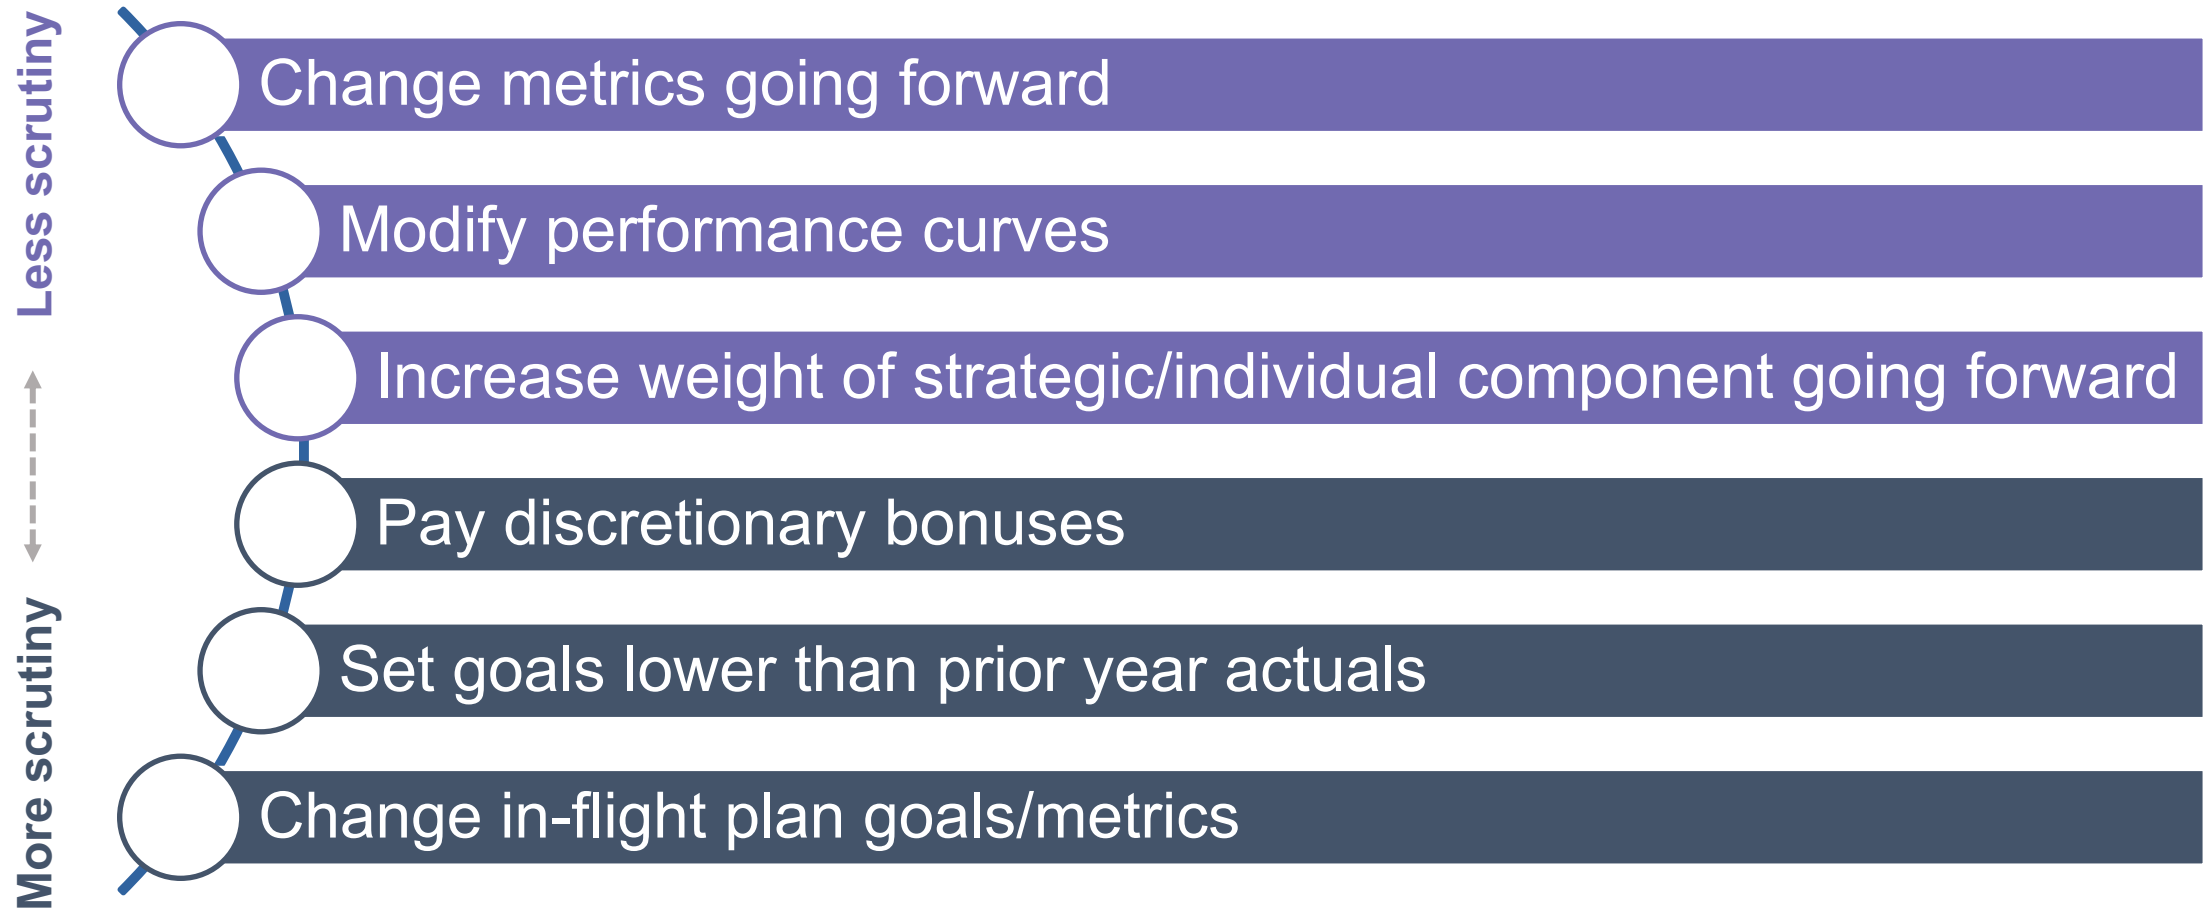 Less scrutiny
More scrutiny
Change metrics going forward
Modify performance curves
Increase weight of strategic/individual component going forward
Pay discretionary bonuses
Set goals lower than prior year actuals
Change in-flight plan goals/metrics